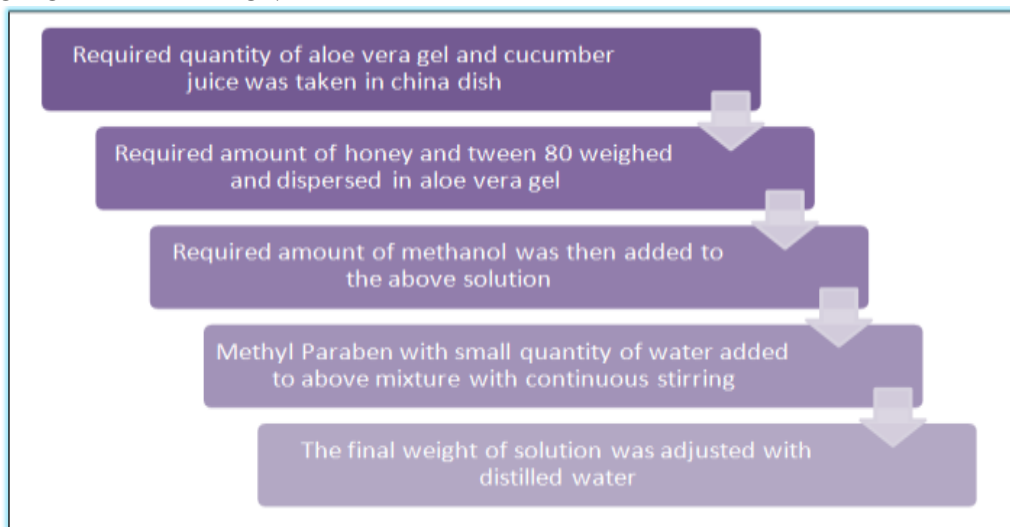 Required quantity of aloe vera gel and cucumber
juice was taken in china dish
Required amount of honey and tween 80 weighed
and dispersed in aloe vera gel
Required amount of methanol was then added to
the above solution
Methyl Paraben with small quantity of water added
to above mixture with continuous stirring
The final weight of solution was adjusted with
distilled water